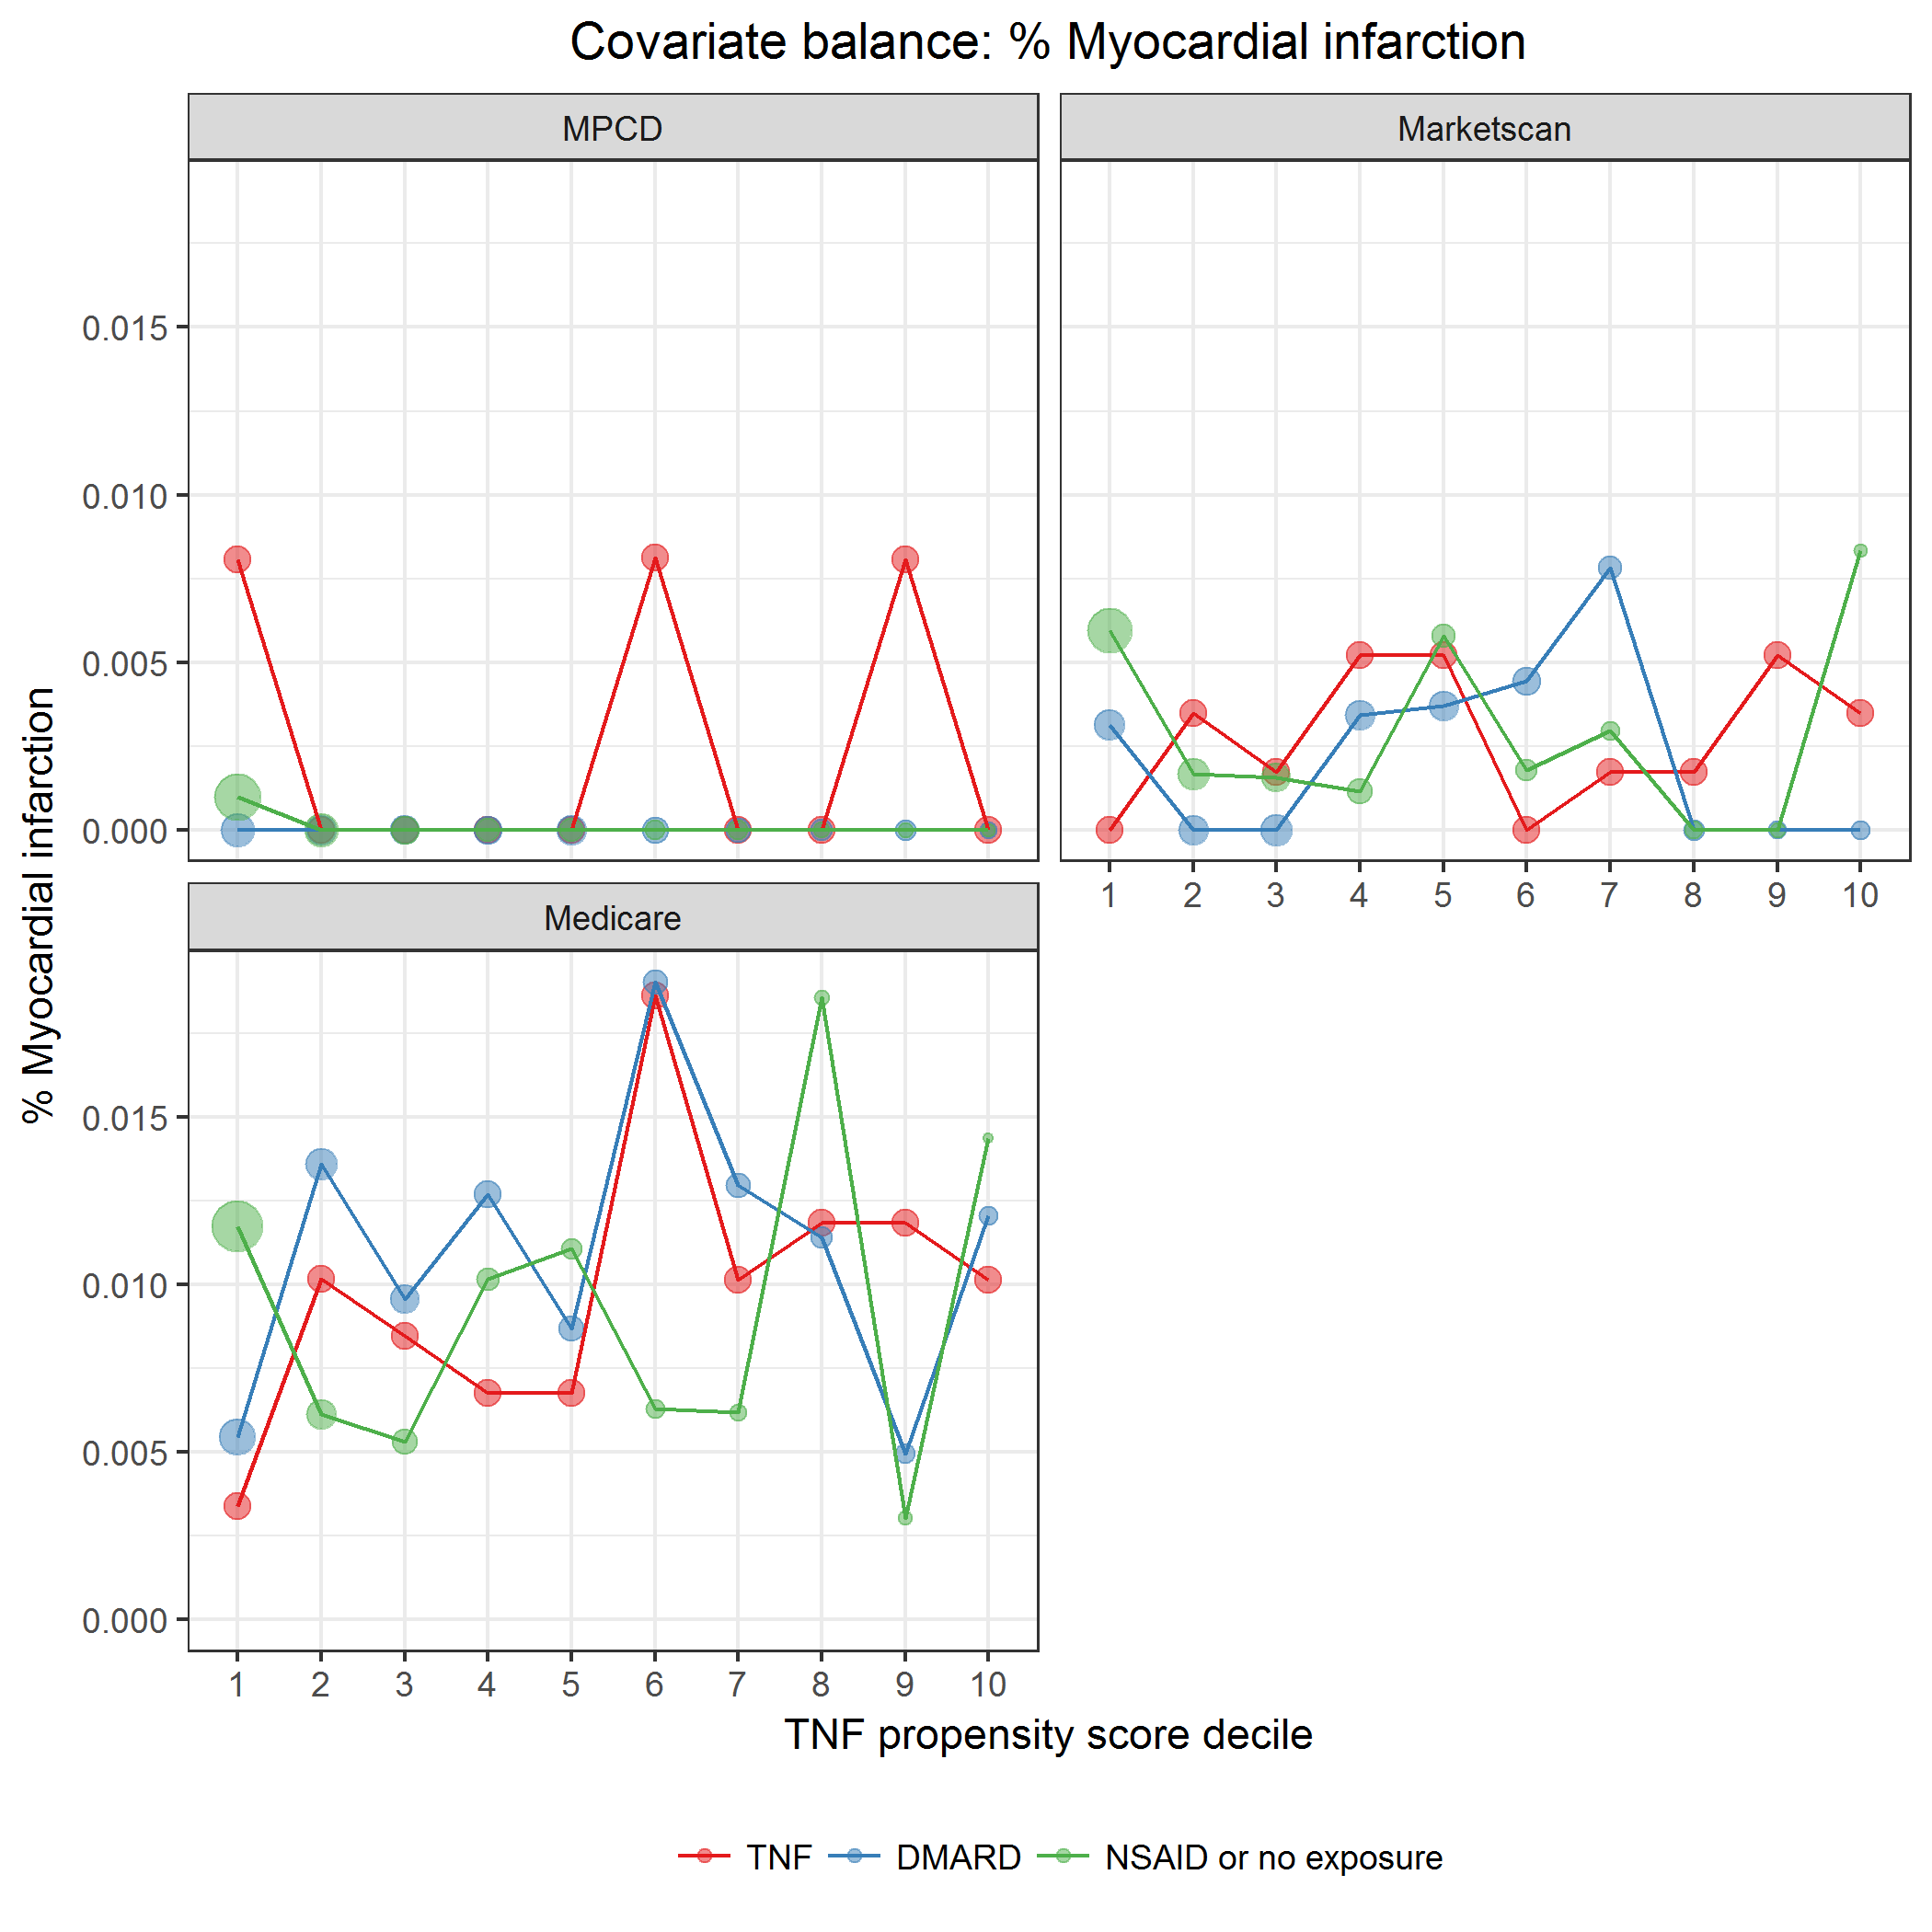 Covariate balance: % Myocardial infarction
MPCD
Marketscan
0.015
0.010
0.005
0.000
1 2 3 4 5 6 7 8 9 10
Medicare
% Myocardial infarction
0.015
0.010
0.005
0.000
1 2 3 4 5 6 7 8 9 10
TNF propensity score decile
TNF DMARD NSAID or no exposure